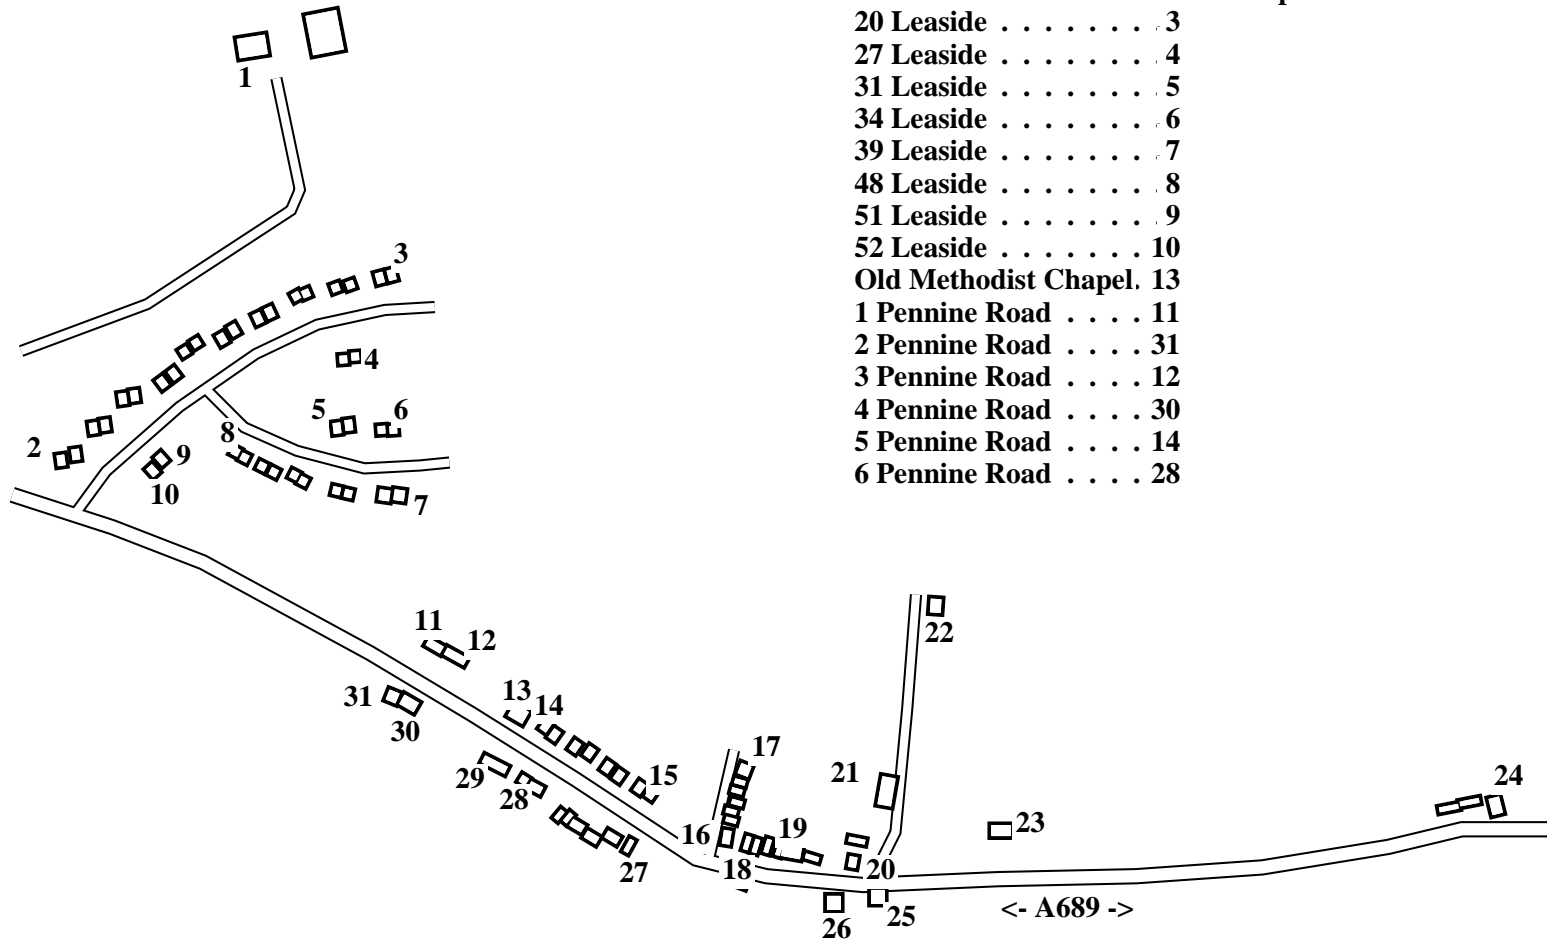 20 Leaside . . . . . . . . 3
27 Leaside . . . . . . . . 4
31 Leaside . . . . . . . . 5
34 Leaside . . . . . . . . 6
39 Leaside . . . . . . . . 7
48 Leaside . . . . . . . . 8
51 Leaside . . . . . . . . 9
52 Leaside . . . . . . . 10
Old Methodist Chapel. 13
1 Pennine Road . . . . 11
2 Pennine Road . . . . 31
3 Pennine Road . . . . 12
4 Pennine Road . . . . 30
5 Pennine Road . . . . 14
6 Pennine Road . . . . 28
1
3
4
5
6
2
8
9
10
7
11
12
22
31
30
13
14
17
21
24
29
28
15
16
19
23
27
18
20
26
25
<- A689 ->